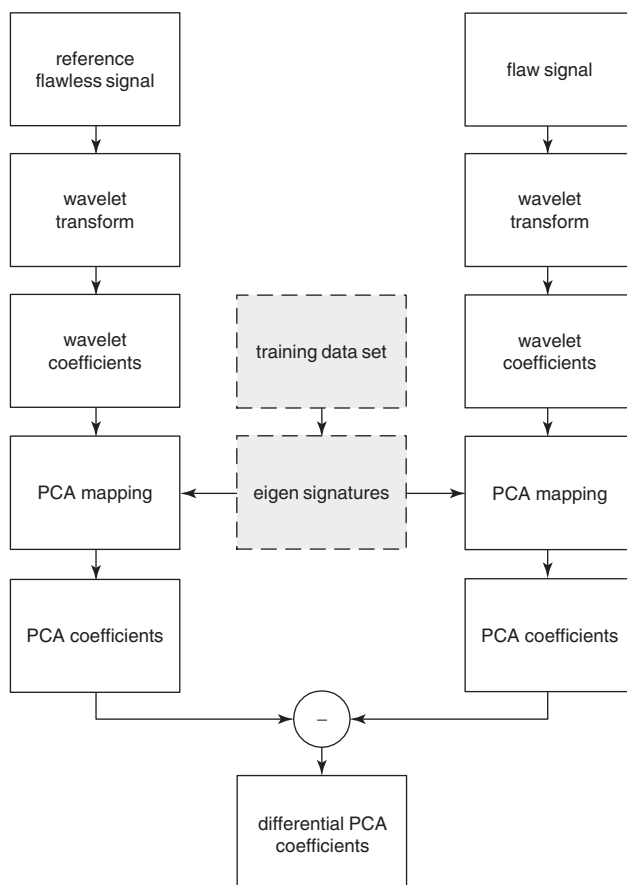 reference
flawless signal
flaw signal
wavelet
transform
wavelet
transform
wavelet
coefficients
training data set
wavelet
coefficients
PCA mapping
eigen signatures
PCA mapping
PCA coefficients
PCA coefficients
–
differential PCA
coefficients